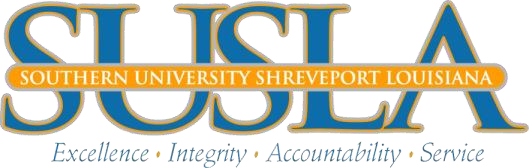 SUSLA
SOUTHERN UNIVERSITY SHREVEPORT LOUISIANA
Excellence • Integrity • Accountability • Service